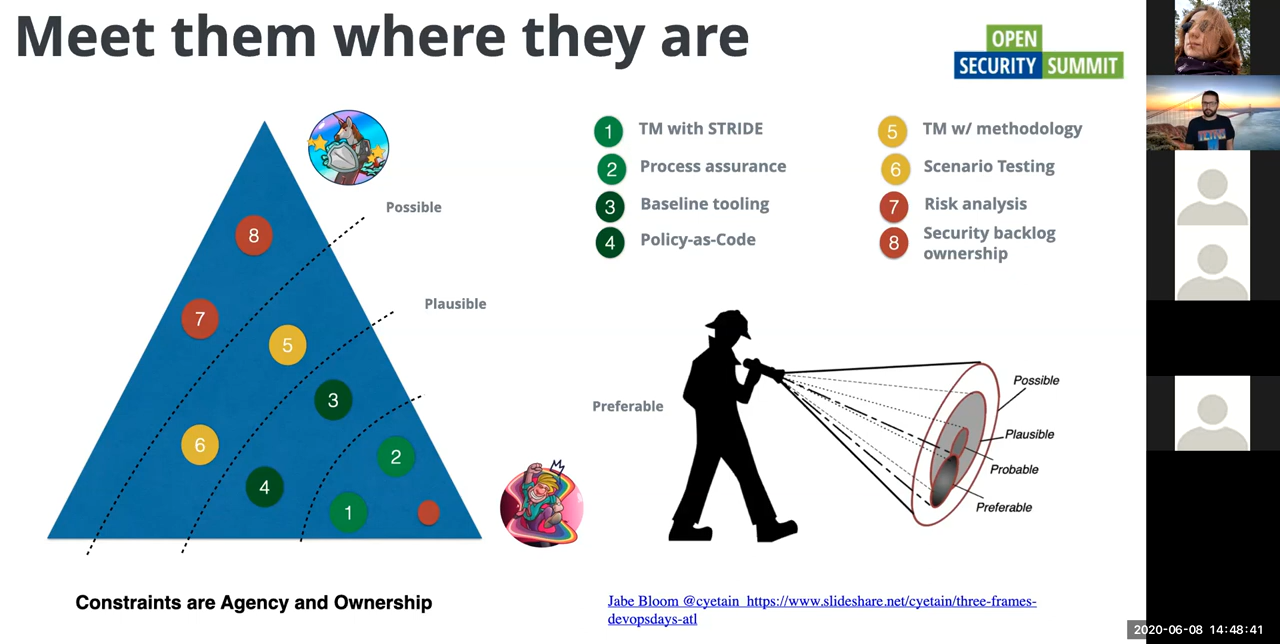 Meet them where they are
OPEN
SECURITY SUMMIT
1 TM with STRIDE
2 Process assurance
3 Baseline tooling
4 Policy-as-Code
5 TM w/ methodology
6 Scenario Testing
7 Risk analysis
8 Security backlog
ownership
Possible
Plausible
Preferable
8
7
5
3
6
2
4
1
Possible
Plausible
Probable
Preferable
Constraints are Agency and Ownership
Jabe Bloom @cyetain https://www.slideshare.net/cyetain/three-frames-
devopsdays-atl
2020-06-08 14:48:41